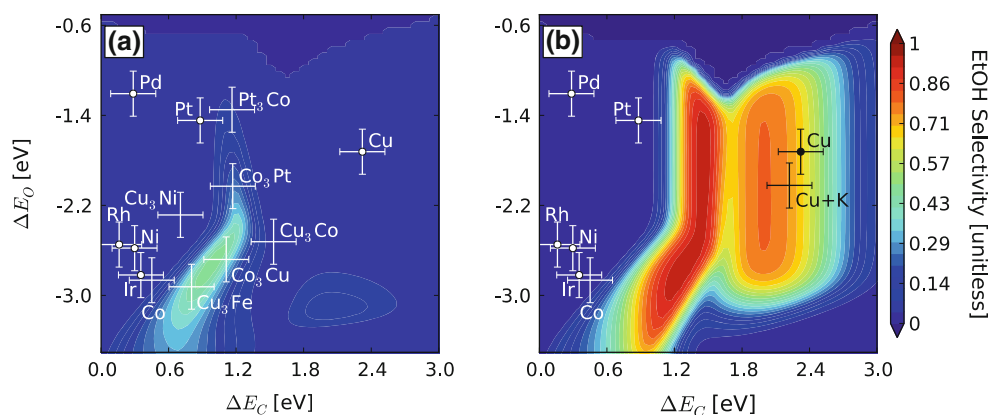 (a)
-0.6
-1.4
-2.2
-3.0
ΔE_O [eV]
Pd
Pt
Pt₃Co
Cu
Co₃Pt
Cu₃Ni
Rh
Ni
Cu₃Co
Ir
Co
Co₃Cu
Cu₃Fe
0.0 0.6 1.2 1.8 2.4 3.0
ΔE_C [eV]
(b)
-0.6
-1.4
-2.2
-3.0
Pd
Pt
Cu
Cu+K
Rh
Ni
Ir
Co
0.0 0.6 1.2 1.8 2.4 3.0
ΔE_C [eV]
1
0.86
0.71
0.57
0.43
0.29
0.14
0
EtOH Selectivity [unitless]